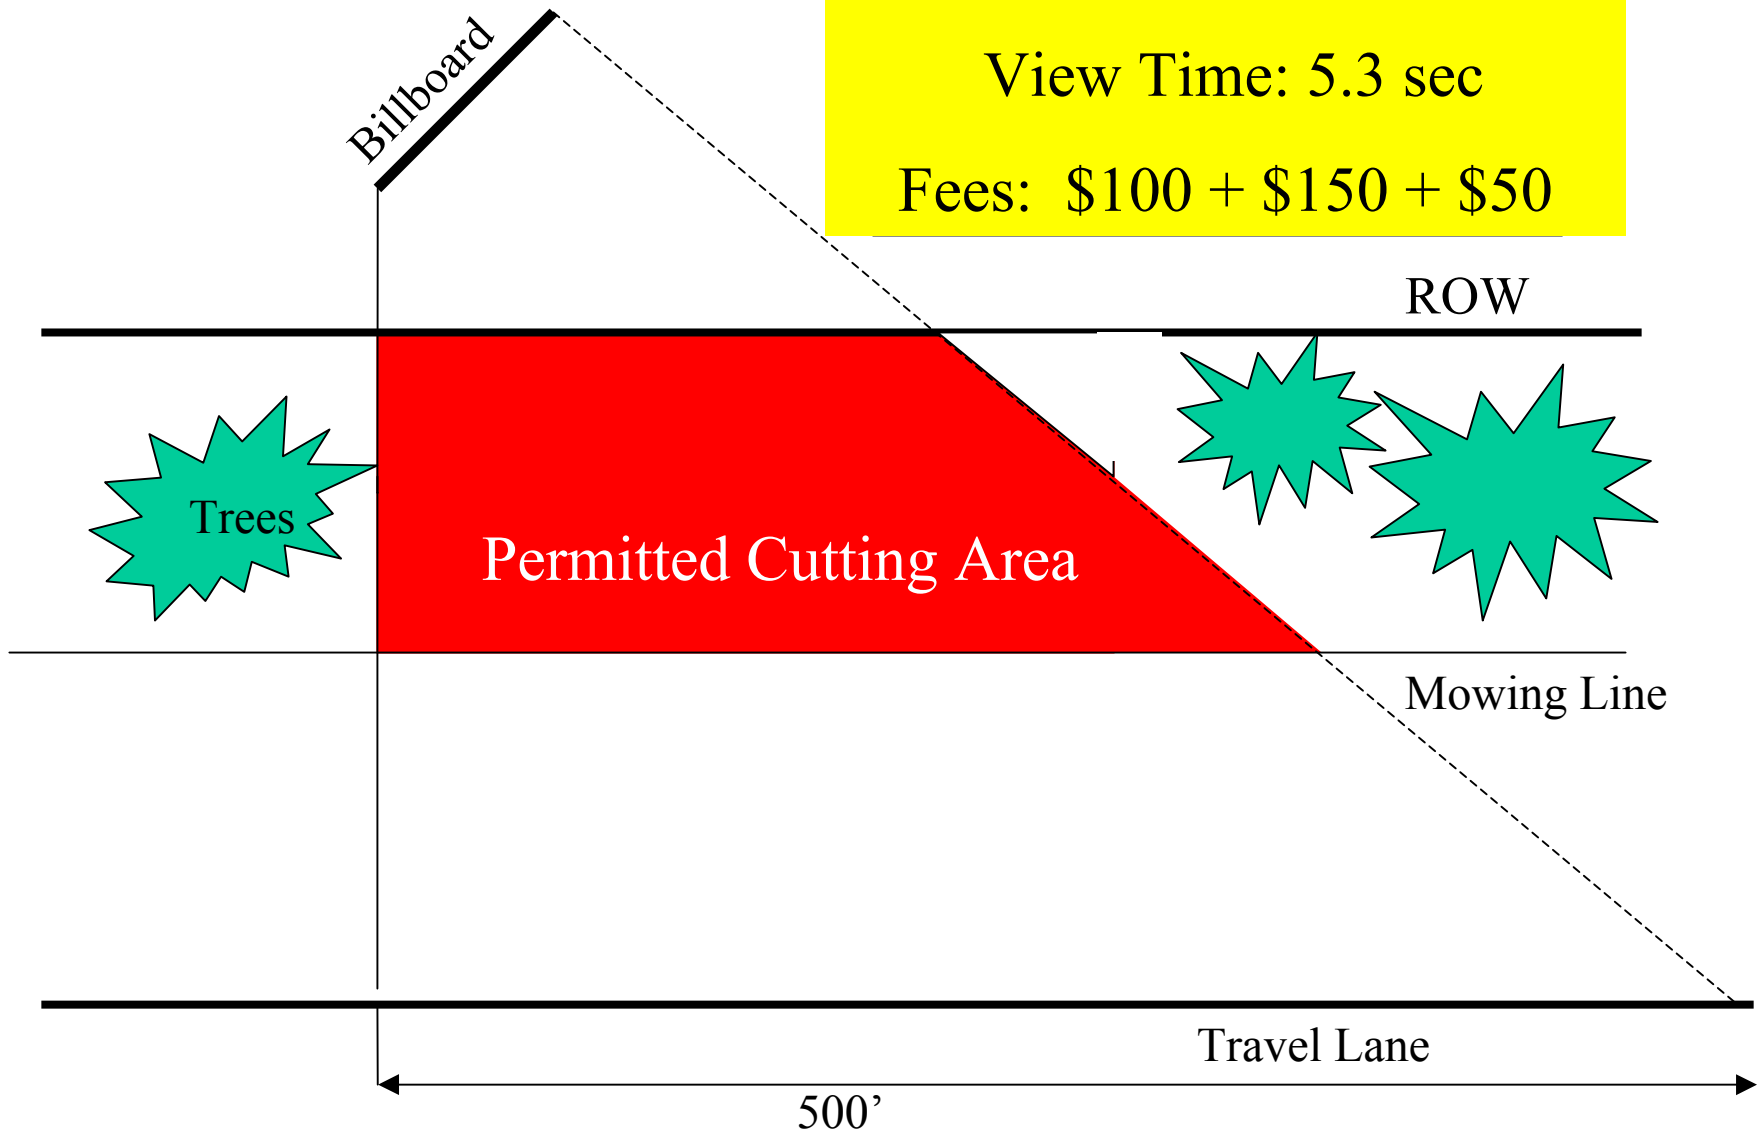 Billboard
View Time: 5.3 sec
Fees:  $100 + $150 + $50
ROW
Trees
Permitted Cutting Area
Mowing Line
Travel Lane
500’